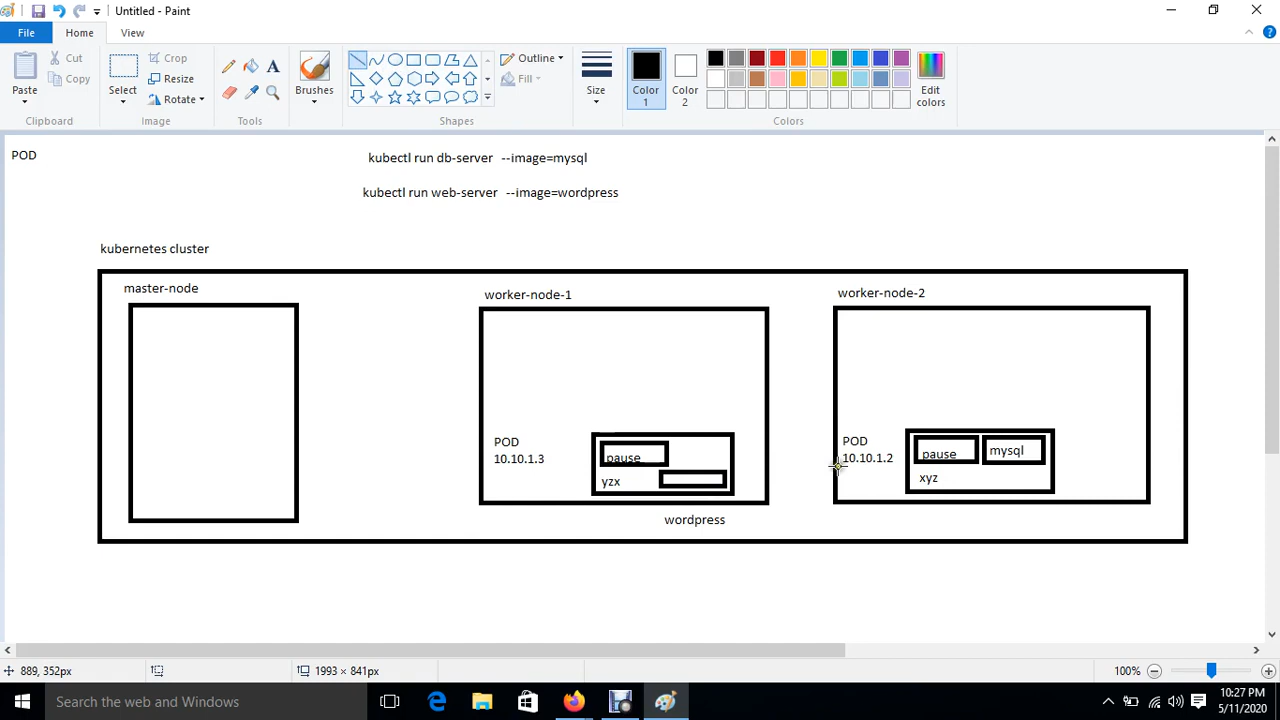 Untitled - Paint
File
Home
View
Paste
Cut
Copy
Clipboard
Select
Crop
Resize
Rotate
Image
A
Tools
Brushes
Outline
Fill
Shapes
Size
Color 1
Color 2
Edit colors
Colors
POD
kubectl run db-server --image=mysql
kubectl run web-server --image=wordpress
kubernetes cluster
master-node
worker-node-1
worker-node-2
POD
10.10.1.3
pause
yzx
wordpress
POD
10.10.1.2
pause
mysql
xyz
889, 352px
1993 × 841px
100%
Search the web and Windows
10:27 PM
5/11/2020